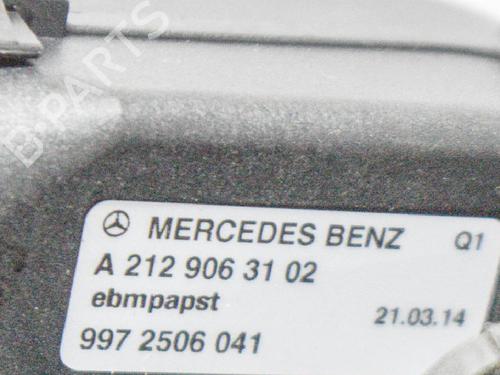 B-PARTS
MERCEDES BENZ Q1
A 212 906 31 02
ebmpapst
21.03.14
997 2506 041